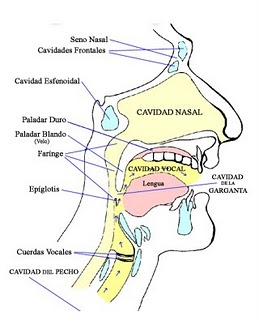 Seno Nasal
Cavidades Frontales
Cavidad Esfenoidal
CAVIDAD NASAL
Paladar Duro
Paladar Blando
(Velo)
Faringe
CAVIDAD VOCAL
Lengua
CAVIDAD
DE LA
GARGANTA
Epíglotis
Cuerdas Vocales
CAVIDAD DEL PECHO